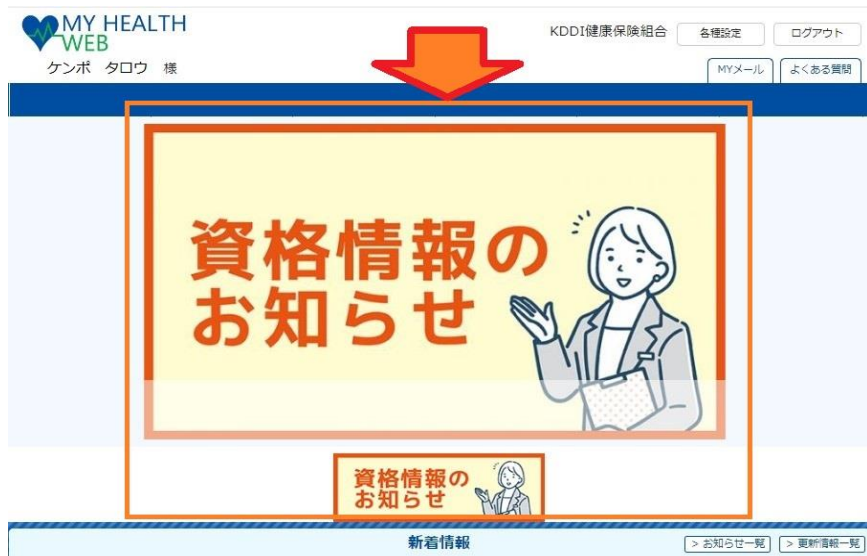 MY HEALTH
WEB
KDDI健康保険組合
各種設定
ログアウト
ケンポ タロウ 様
MYメール
よくある質問
資格情報の
お知らせ
資格情報の
お知らせ
新着情報
> お知らせ一覧
> 更新情報一覧